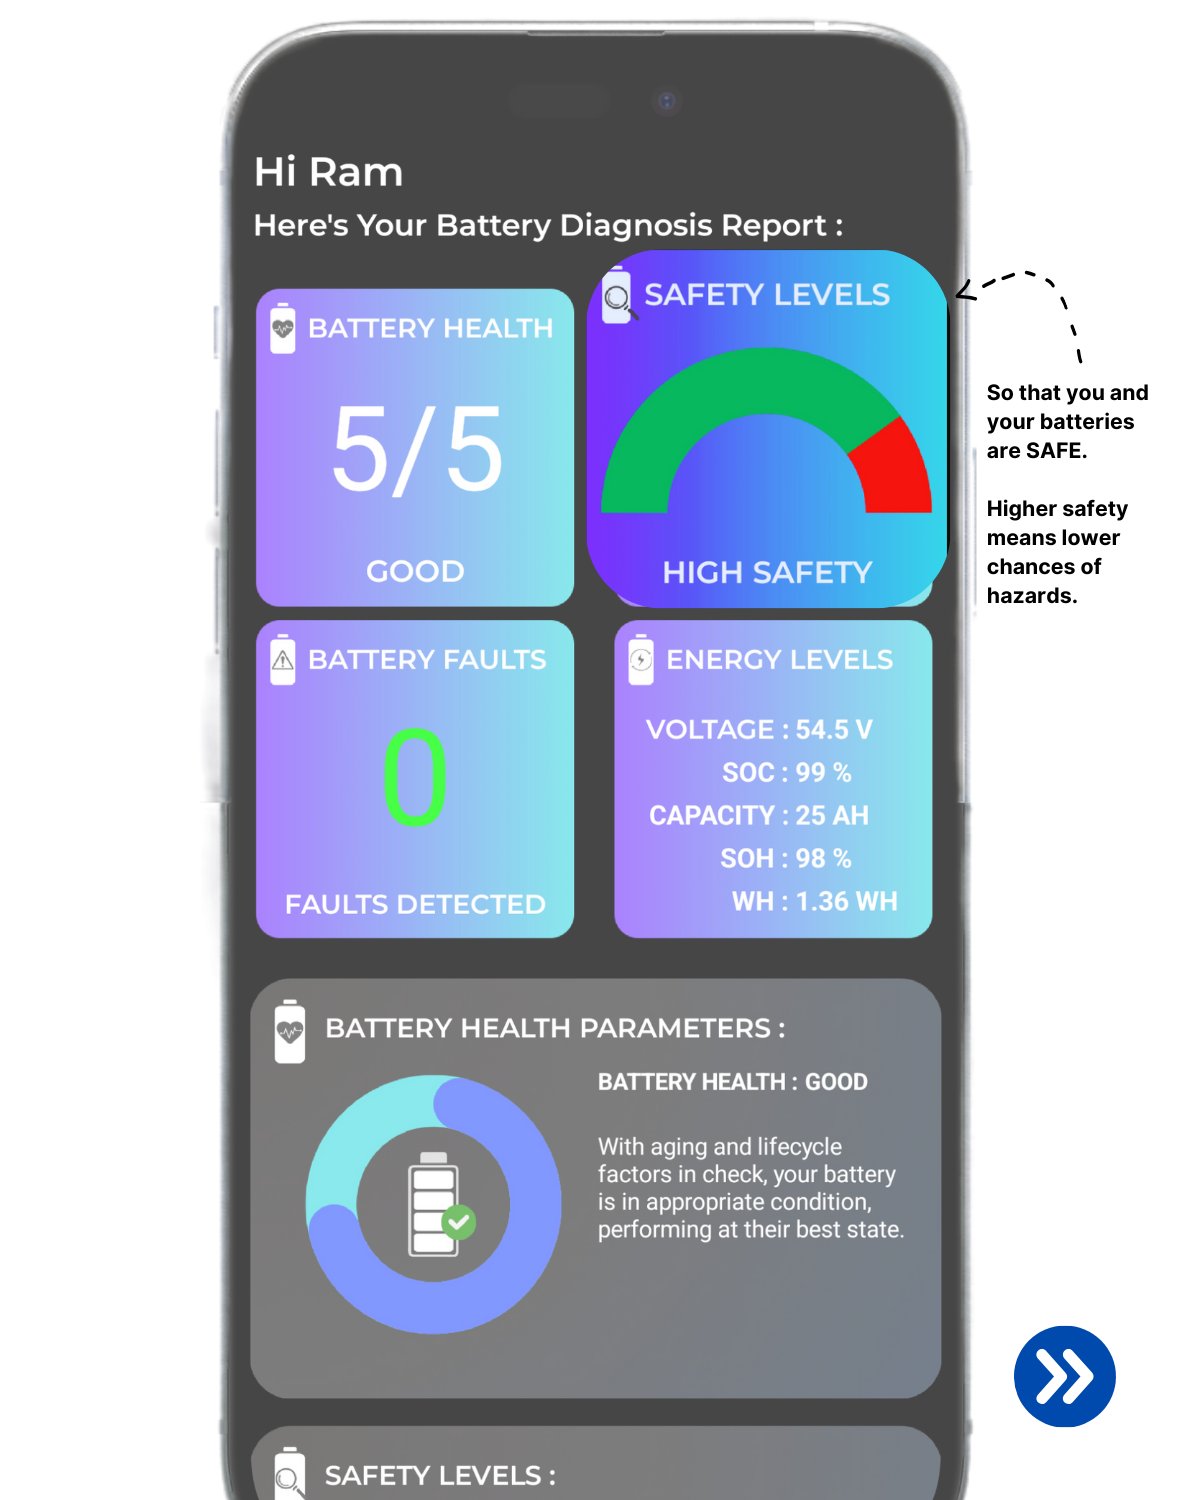 Hi Ram
Here's Your Battery Diagnosis Report :
BATTERY HEALTH
5/5
GOOD
SAFETY LEVELS
HIGH SAFETY
So that you and
your batteries
are SAFE.
Higher safety
means lower
chances of
hazards.
BATTERY FAULTS
0
FAULTS DETECTED
ENERGY LEVELS
VOLTAGE : 54.5 V
SOC : 99 %
CAPACITY : 25 AH
SOH : 98 %
WH : 1.36 WH
BATTERY HEALTH PARAMETERS :
BATTERY HEALTH : GOOD
With aging and lifecycle
factors in check, your battery
is in appropriate condition,
performing at their best state.
SAFETY LEVELS :